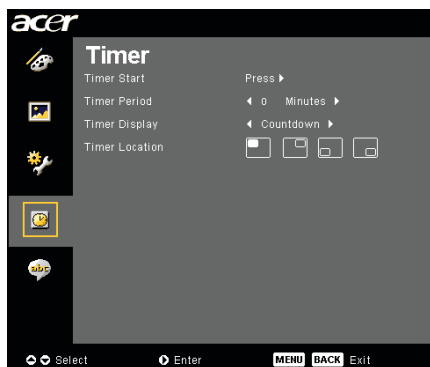 acer
Timer
Timer Start Press
Timer Period 0 Minutes
Timer Display Countdown
Timer Location
abc
Select Enter MENU BACK Exit